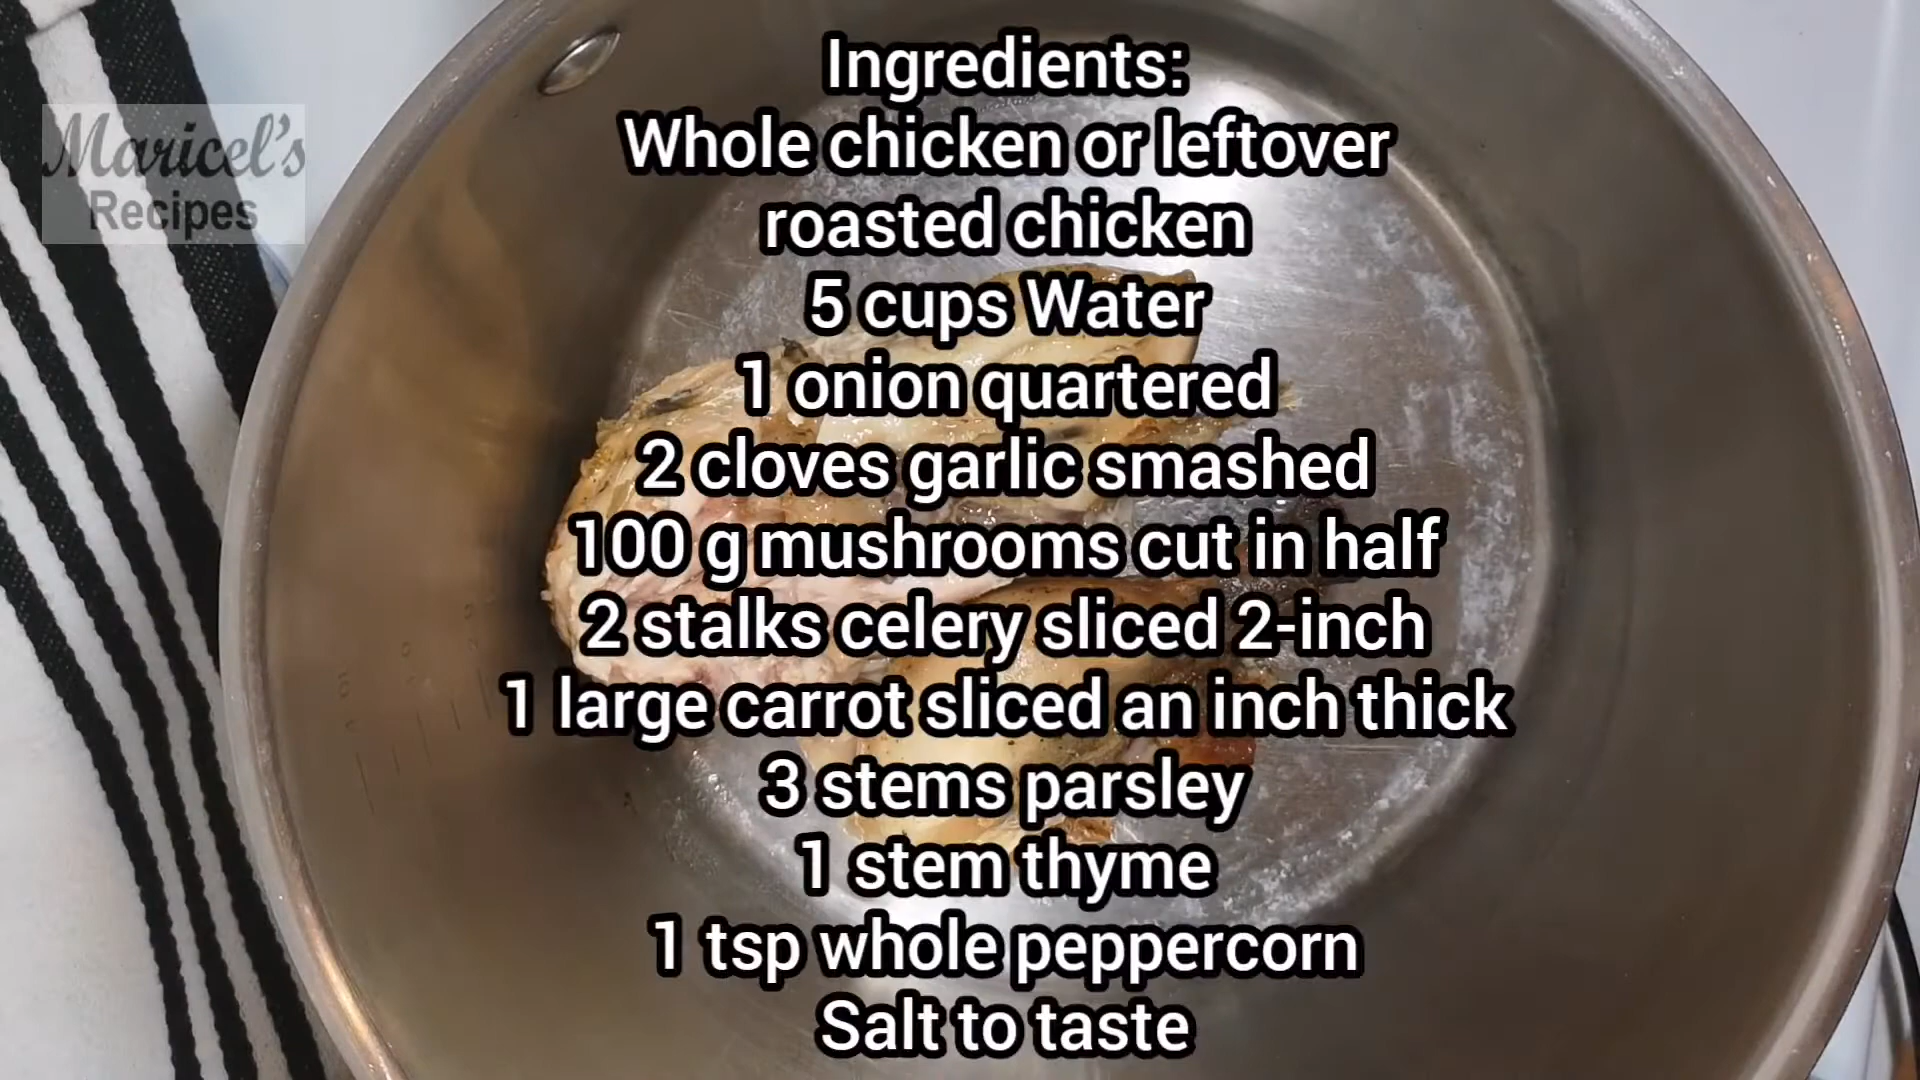 Maricel's
Recipes
Ingredients:
Whole chicken or leftover
roasted chicken
5 cups Water
1 onion quartered
2 cloves garlic smashed
100 g mushrooms cut in half
2 stalks celery sliced 2-inch
1 large carrot sliced an inch thick
3 stems parsley
1 stem thyme
1 tsp whole peppercorn
Salt to taste